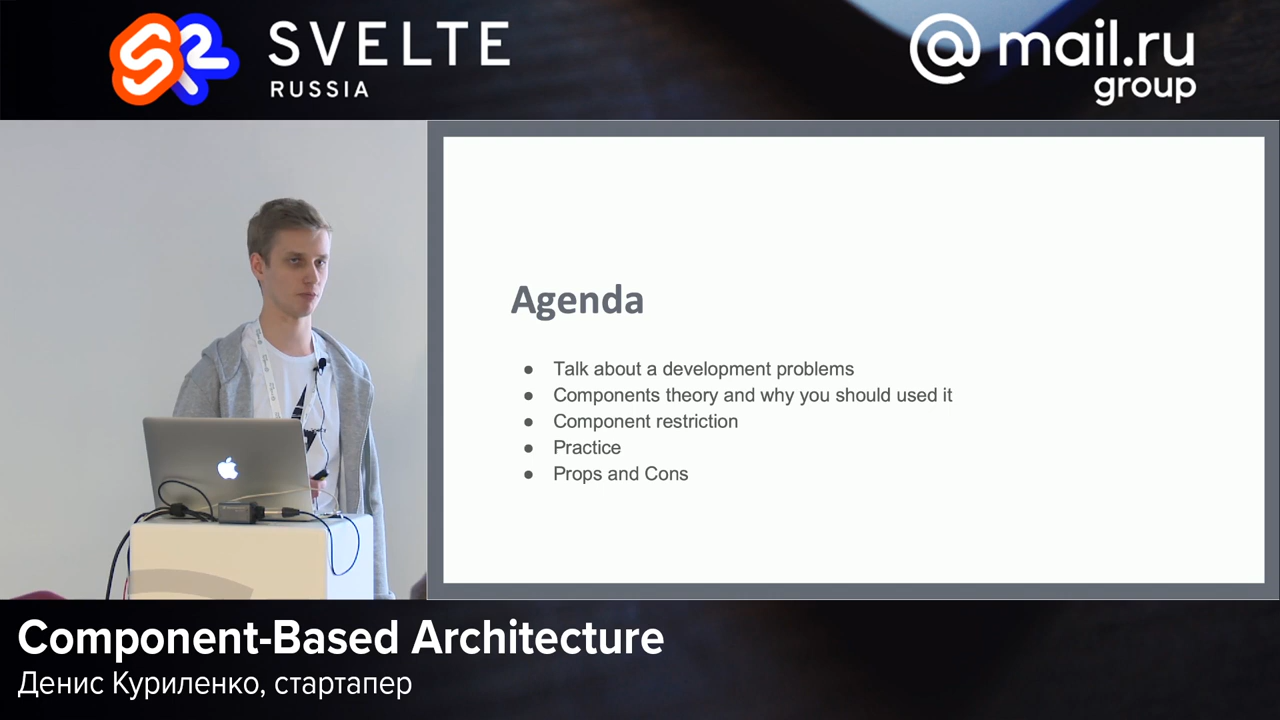 SVELTE
RUSSIA
@mail.ru
group
Agenda
● Talk about a development problems
● Components theory and why you should used it
● Component restriction
● Practice
● Props and Cons
Component-Based Architecture
Денис Куриленко, стартапер